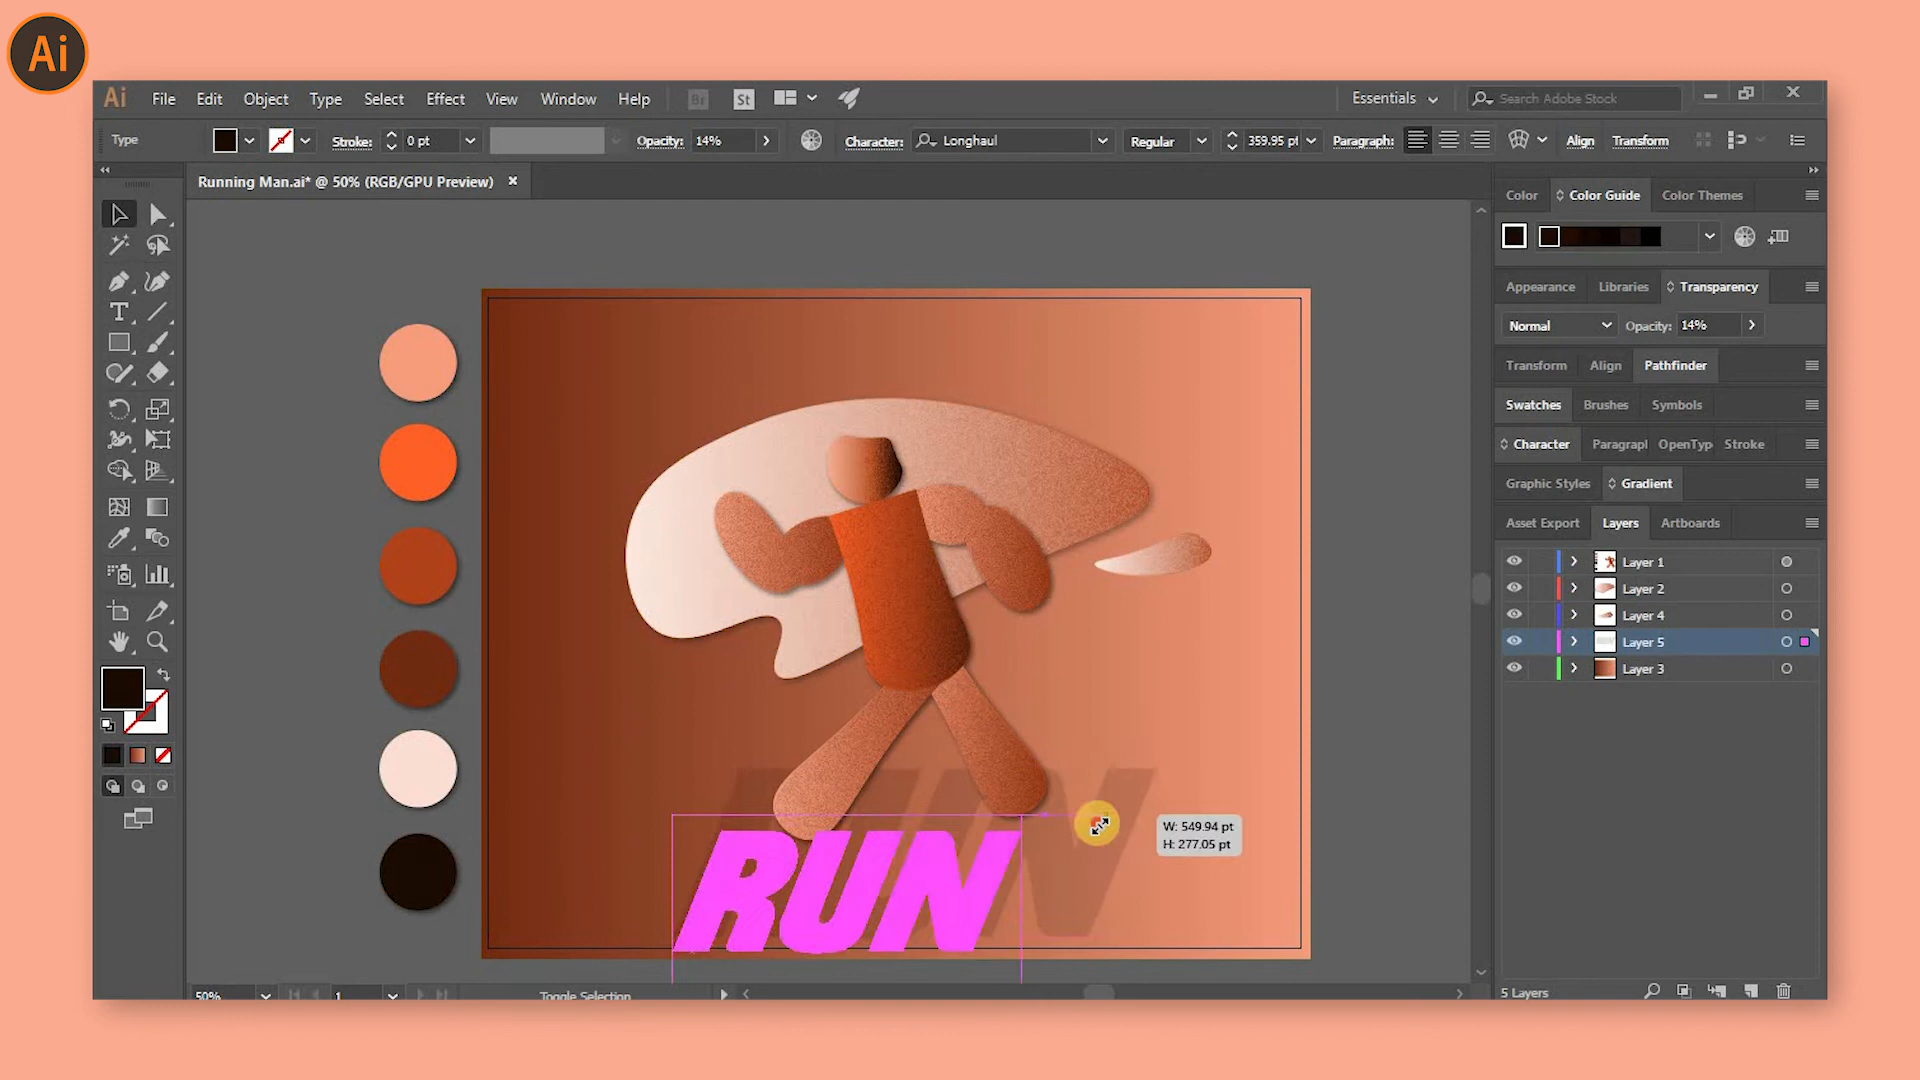 Ai
Ai File Edit Object Type Select Effect View Window Help Br St Essentials Search Adobe Stock
Type Stroke: 0 pt Opacity: 14% Character: Longhaul Regular 359.95 pt Paragraph: Align Transform
Running Man.ai* @ 50% (RGB/GPU Preview)
Color Color Guide Color Themes
Appearance Libraries Transparency
Normal Opacity: 14%
Transform Align Pathfinder
Swatches Brushes Symbols
Character Paragraph OpenTyp Stroke
Graphic Styles Gradient
Asset Export Layers Artboards
Layer 1
Layer 2
Layer 4
Layer 5
Layer 3
W: 549.94 pt
H: 277.05 pt
RUN
50% 1 Toggle Selection
5 Layers